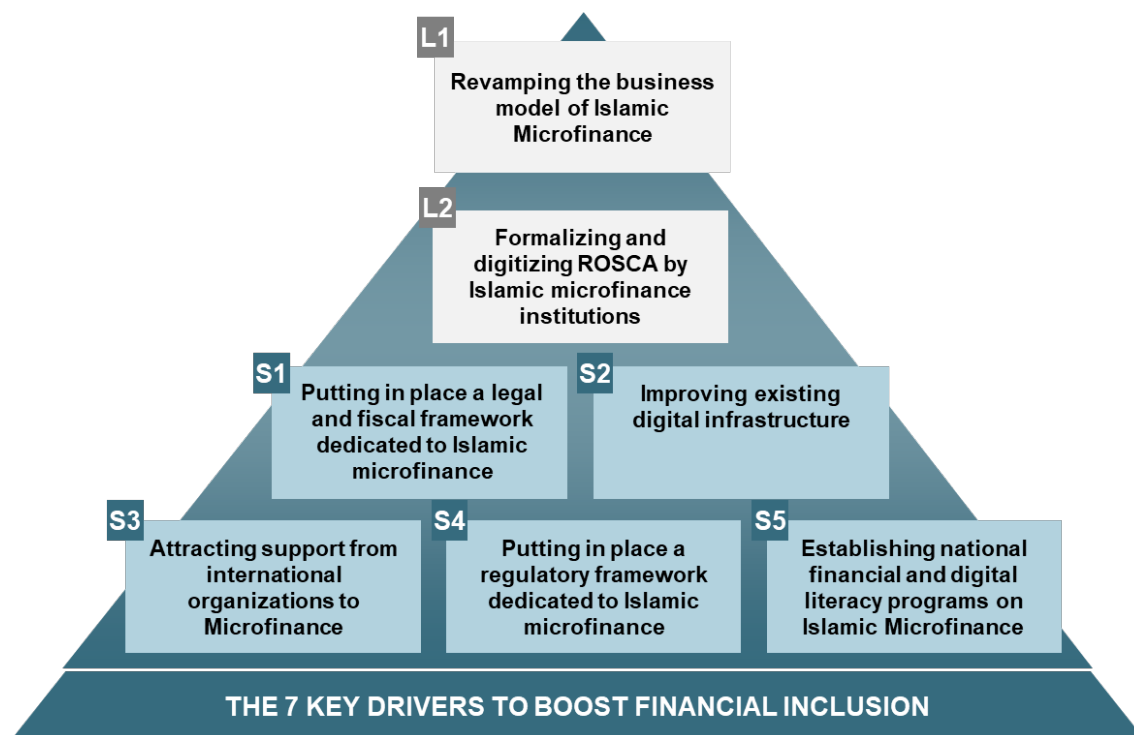 L1
Revamping the business
model of Islamic
Microfinance
L2
Formalizing and
digitizing ROSCA by
Islamic microfinance
institutions
S1
Putting in place a legal
and fiscal framework
dedicated to Islamic
microfinance
S2
Improving existing
digital infrastructure
S3
Attracting support from
international
organizations to
Microfinance
S4
Putting in place a
regulatory framework
dedicated to Islamic
microfinance
S5
Establishing national
financial and digital
literacy programs on
Islamic Microfinance
THE 7 KEY DRIVERS TO BOOST FINANCIAL INCLUSION